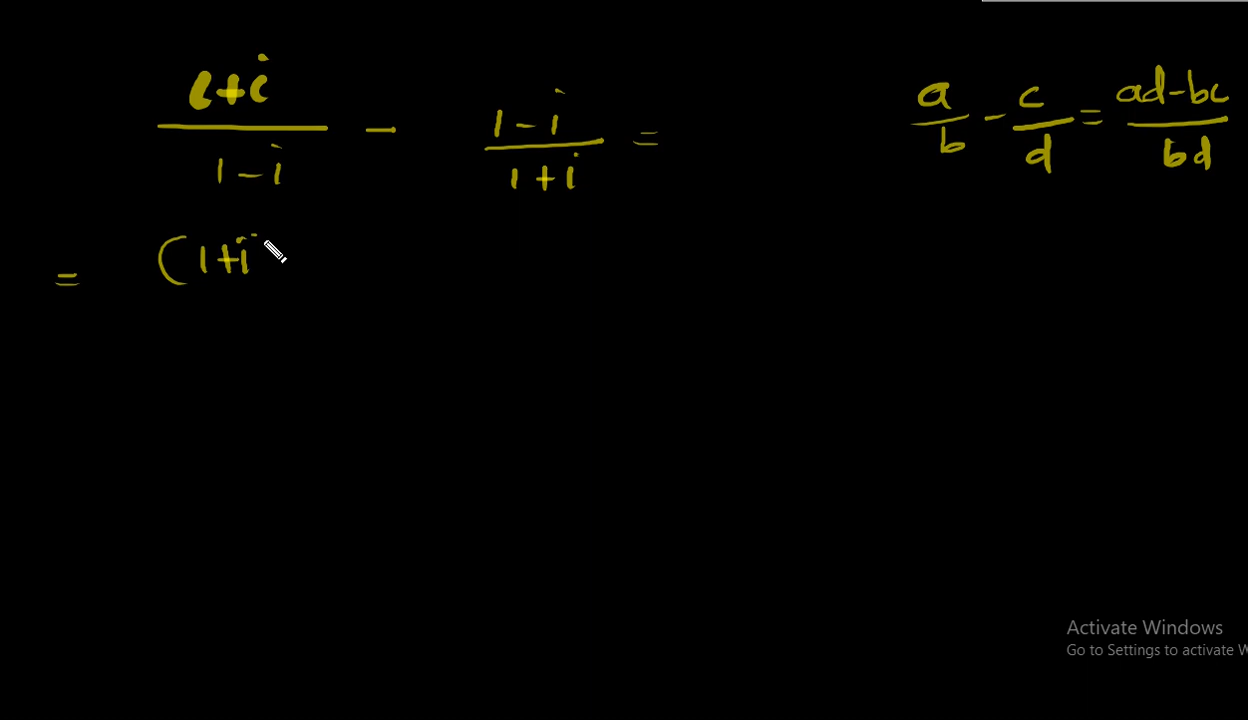 (1+i)/(1-i) - (1-i)/(1+i) =
a/b - c/d = (ad-bc)/(bd)
= (1+i
Activate Windows
Go to Settings to activate W